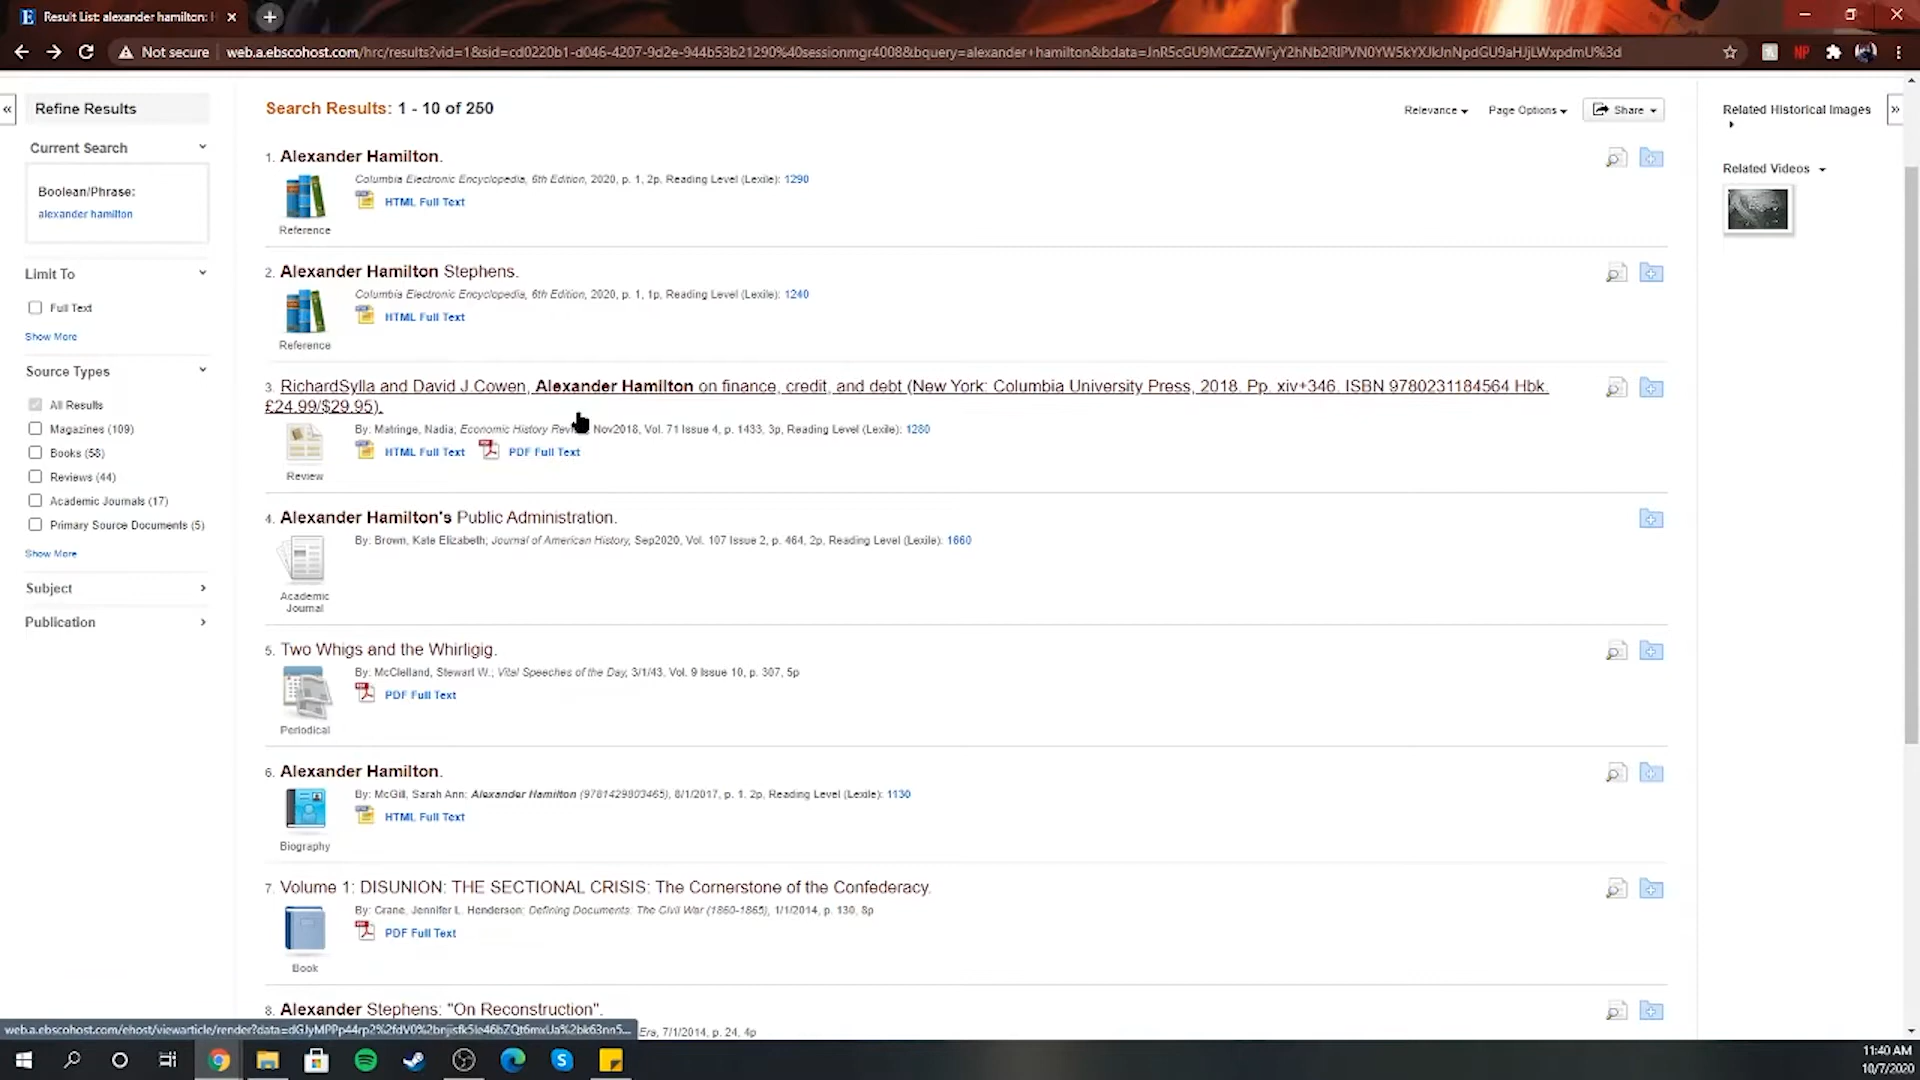 Result List: alexander hamilton: H
Not secure
web.a.ebscohost.com/hrc/results?vid=1&sid=cd0220b1-d046-4207-9d2e-944b53b21290%40sessionmgr4008&bquery=alexander+hamilton&bdata=
NP
Refine Results
Current Search
Boolean/Phrase:
alexander hamilton
Limit To
Full Text
Show More
Source Types
All Results
Magazines (109)
Books (58)
Reviews (44)
Academic Journals (17)
Primary Source Documents (5)
Show More
Subject
Publication
Search Results: 1 - 10 of 250
Relevance
Page Options
Share
1. Alexander Hamilton.
Columbia Electronic Encyclopedia, 6th Edition, 2020, p. 1, 2p, Reading Level (Lexile): 1290
HTML Full Text
Reference
2. Alexander Hamilton Stephens.
Columbia Electronic Encyclopedia, 6th Edition, 2020, p. 1, 1p, Reading Level (Lexile): 1240
HTML Full Text
Reference
3. RichardSylla and David J Cowen, Alexander Hamilton on finance, credit, and debt (New York: Columbia University Press, 2018. Pp. xiv+346. ISBN 9780231184564 Hbk.
£24.99/$29.95).
By: Matringe, Nadia; Economic History Nov2018, Vol. 71 Issue 4, p. 1433, 3p, Reading Level (Lexile): 1280
HTML Full Text PDF Full Text
Review
4. Alexander Hamilton's Public Administration.
By: Brown, Kate Elizabeth; Journal of American History, Sep2020, Vol. 107 Issue 2, p. 464, 2p, Reading Level (Lexile): 1660
Academic
Journal
5. Two Whigs and the Whirligig.
By: McClelland, Stewart W.; Vital Speeches of the Day, 3/1/43, Vol. 9 Issue 10, p. 307, 5p
PDF Full Text
Periodical
6. Alexander Hamilton.
By: McGill, Sarah Ann; Alexander Hamilton (9781429803465), 8/1/2017, p. 1, 2p, Reading Level (Lexile): 1130
HTML Full Text
Biography
7. Volume 1: DISUNION: THE SECTIONAL CRISIS: The Cornerstone of the Confederacy.
By: Crane, Jennifer L. Henderson; Defining Documents: The Civil War (1860-1865), 1/1/2014, p. 130, 8p
PDF Full Text
Book
8. Alexander Stephens: "On Reconstruction".
Era, 7/1/2014, p. 24, 4p
Related Historical Images
Related Videos
web.a.ebscohost.com/ehost/viewarticle/render?data=
11:40 AM
10/7/2020